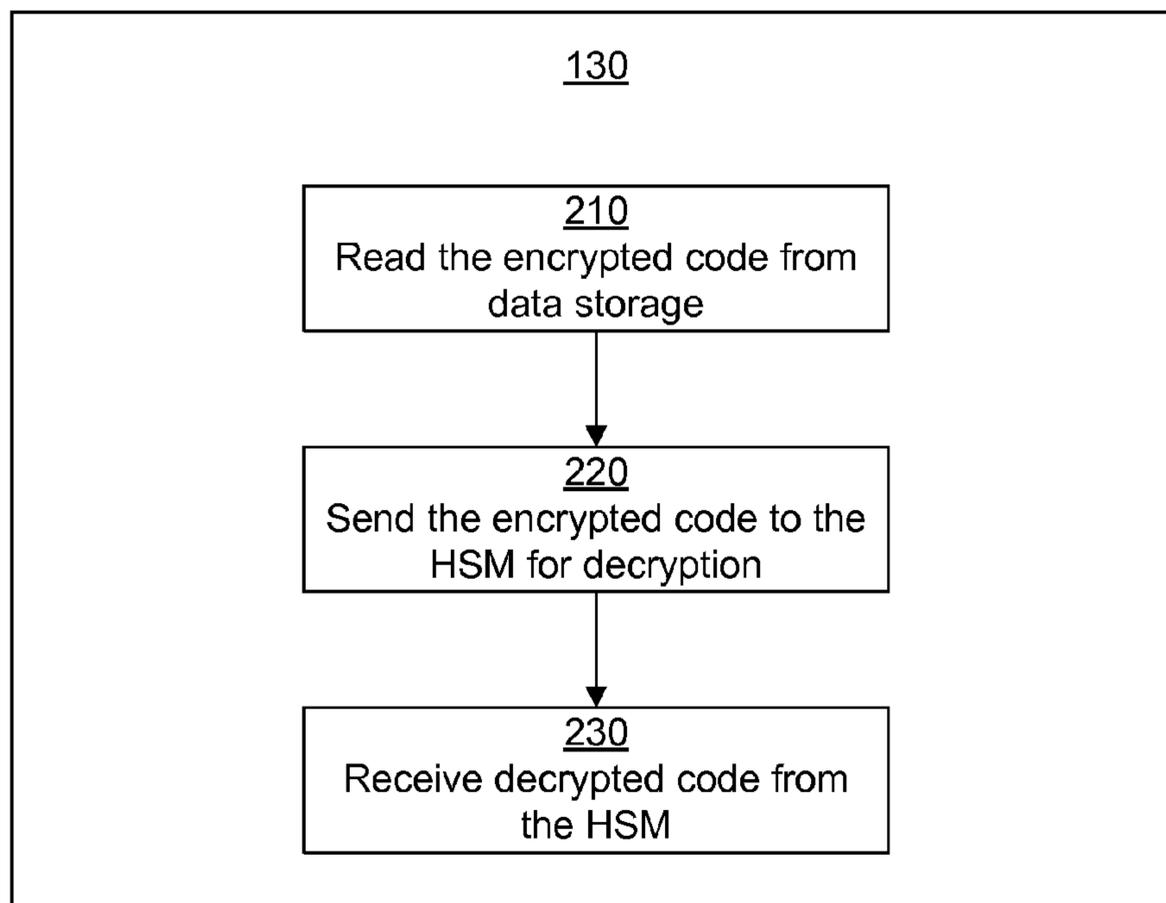 130
210
Read the encrypted code from
data storage
220
Send the encrypted code to the
HSM for decryption
230
Receive decrypted code from
the HSM